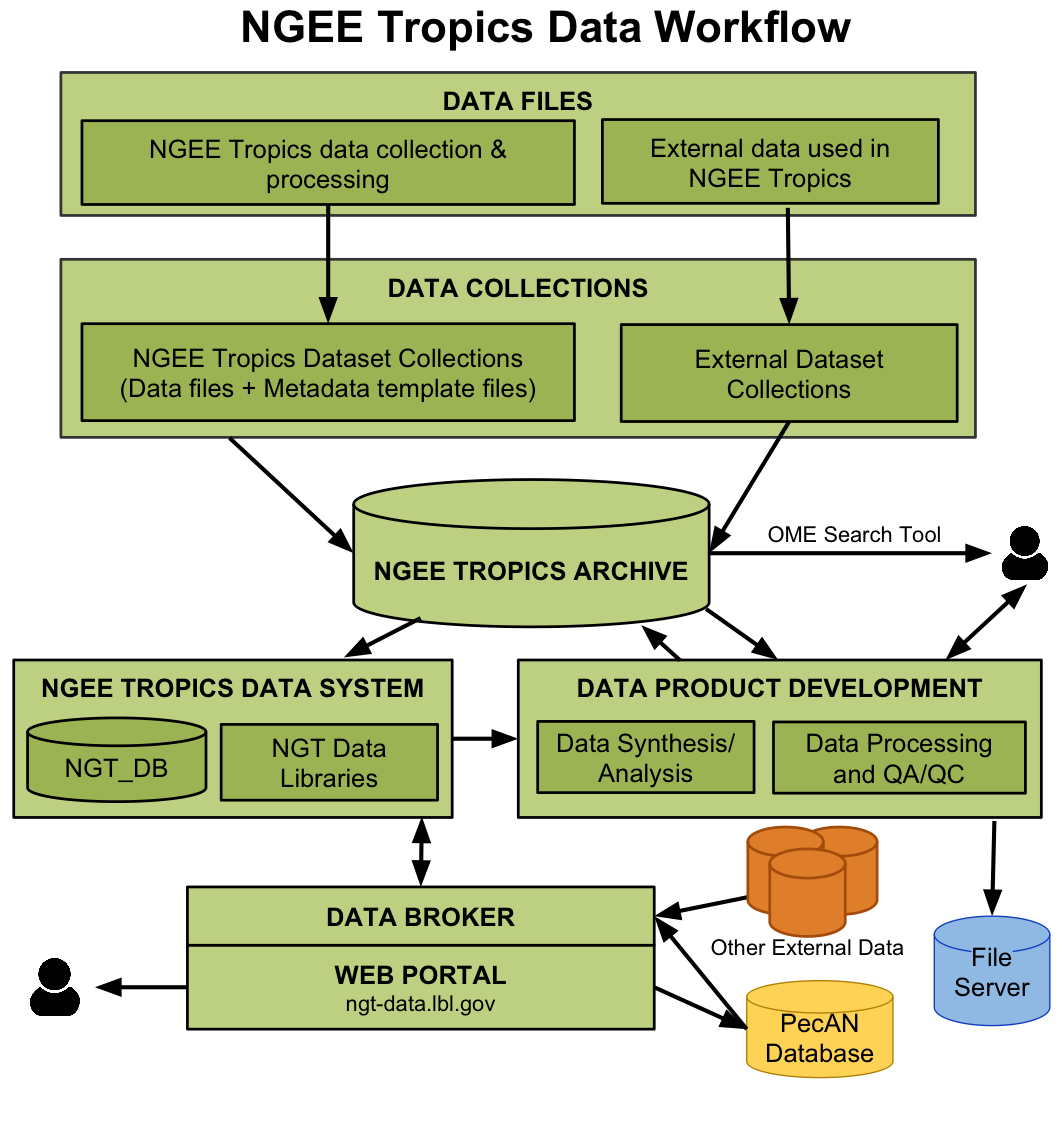 NGEE Tropics Data Workflow
DATA FILES
NGEE Tropics data collection &
processing
External data used in
NGEE Tropics
DATA COLLECTIONS
NGEE Tropics Dataset Collections
(Data files + Metadata template files)
External Dataset
Collections
OME Search Tool
NGEE TROPICS ARCHIVE
NGEE TROPICS DATA SYSTEM
NGT_DB
NGT Data
Libraries
DATA PRODUCT DEVELOPMENT
Data Synthesis/
Analysis
Data Processing
and QA/QC
DATA BROKER
WEB PORTAL
ngt-data.lbl.gov
Other External Data
File
Server
PecAN
Database